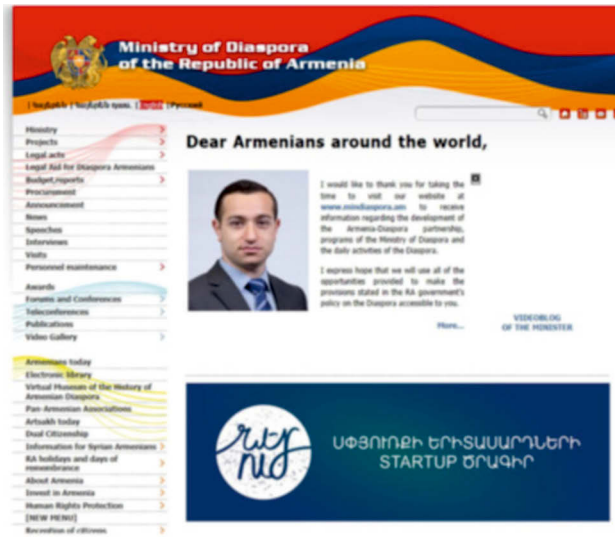 Ministry of Diaspora
of the Republic of Armenia
English | Русский
Ministry
Projects
Legal acts
Legal Aid for Diaspora Armenians
Budget,reports
Procurement
Announcement
News
Speeches
Interviews
Visits
Personnel maintenance
Awards
Forums and Conferences
Teleconferences
Publications
Video Gallery
Armenians today
Electronic library
Virtual Museum of the History of
Armenian Diaspora
Pan-Armenian Associations
Artsakh today
Dual Citizenship
Information for Syrian Armenians
RA holidays and days of
remembrance
About Armenia
Invest in Armenia
Human Rights Protection
[NEW MENU]
Reception of citizens
Dear Armenians around the world,
I would like to thank you for taking the
time to visit our website at
www.mindiaspora.am to receive
information regarding the development of
the Armenia-Diaspora partnership,
programs of the Ministry of Diaspora and
the daily activities of the Diaspora.
I express hope that we will use all of the
opportunities provided to make the
provisions stated in the RA government's
policy on the Diaspora accessible to you.
More...
VIDEOBLOG
OF THE MINISTER
ՍՓՅՈՒՌՔԻ ԵՐԻՏԱՍԱՐԴՆԵՐԻ
STARTUP ԾՐԱԳԻՐ